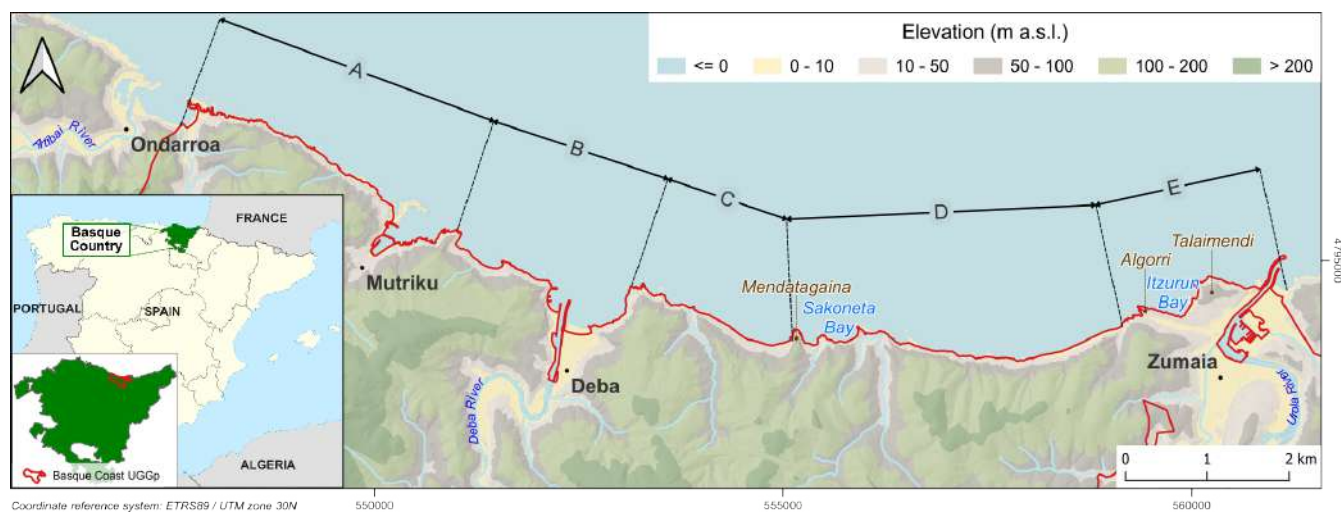 Elevation (m a.s.l.)
<= 0
0 - 10
10 - 50
50 - 100
100 - 200
> 200
A
B
C
D
E
Artibai River
Ondarroa
Mutriku
Deba River
Deba
Mendatagaina
Sakoneta
Bay
Algorri
Talaimendi
Itzurun
Bay
Zumaia
Urola River
4795000
FRANCE
Basque
Country
PORTUGAL
SPAIN
ALGERIA
Basque Coast UGGp
0 1 2 km
Coordinate reference system: ETRS89 / UTM zone 30N
550000
555000
560000